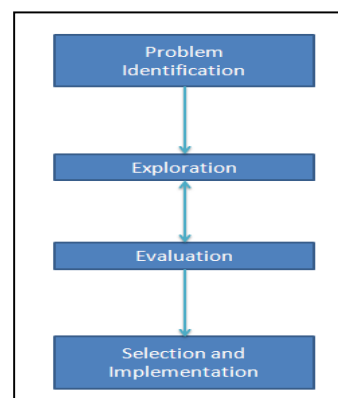 Problem
Identification
Exploration
Evaluation
Selection and
Implementation